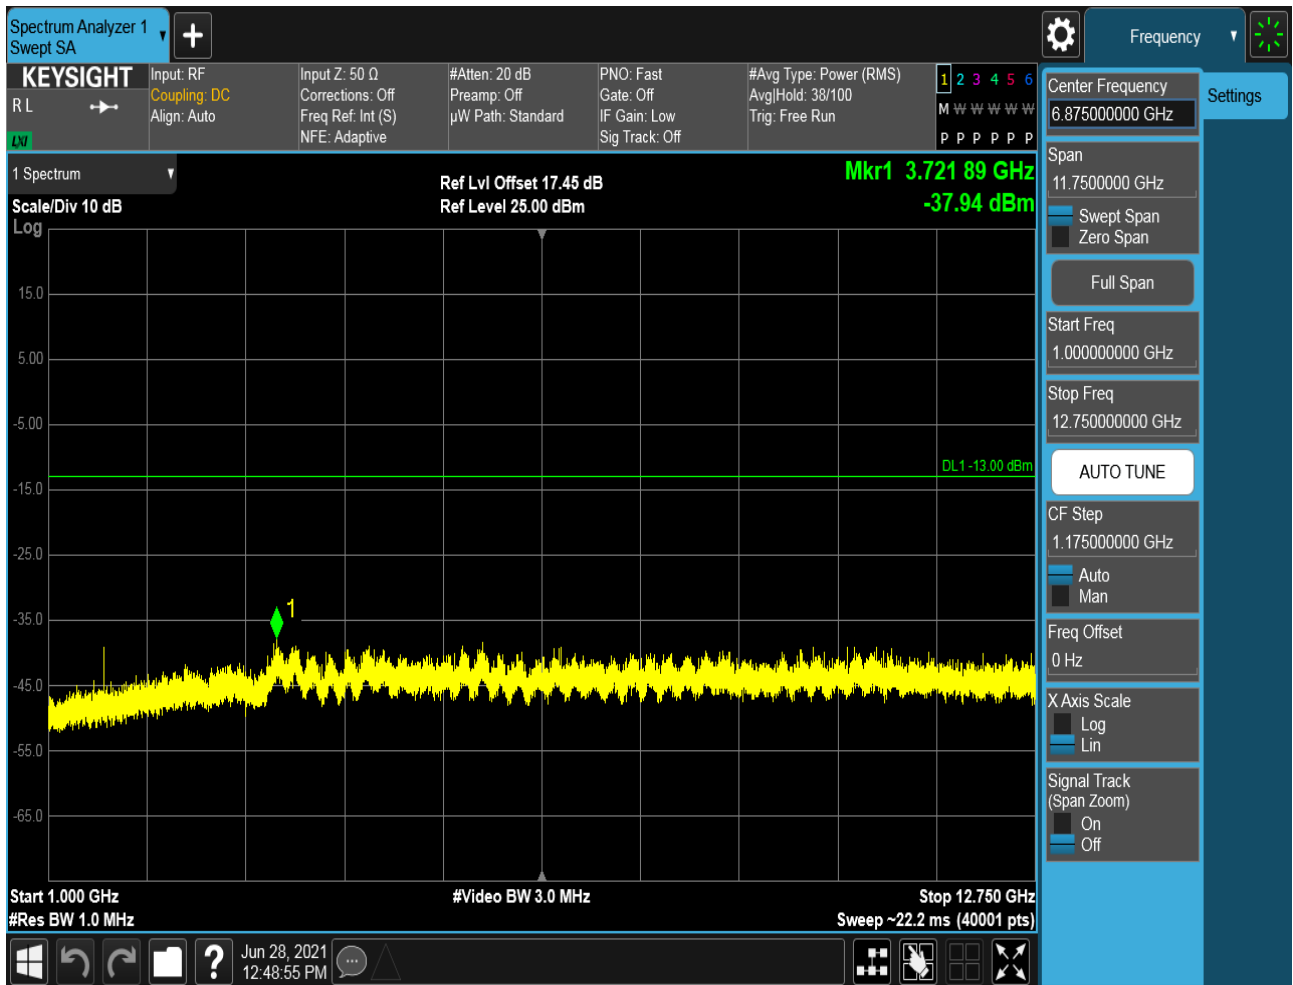 Spectrum Analyzer 1
Swept SA
Frequency
KEYSIGHT
R L
LXI
Input: RF
Coupling: DC
Align: Auto
Input Z: 50 Ω
Corrections: Off
Freq Ref: Int (S)
NFE: Adaptive
#Atten: 20 dB
Preamp: Off
µW Path: Standard
PNO: Fast
Gate: Off
IF Gain: Low
Sig Track: Off
#Avg Type: Power (RMS)
Avg|Hold: 38/100
Trig: Free Run
1 2 3 4 5 6
M W W W W W
P P P P P P
1 Spectrum
Scale/Div 10 dB
Log
Ref Lvl Offset 17.45 dB
Ref Level 25.00 dBm
Mkr1 3.721 89 GHz
-37.94 dBm
15.0
5.00
-5.00
DL1 -13.00 dBm
-15.0
-25.0
-35.0
1
-45.0
-55.0
-65.0
Start 1.000 GHz
#Res BW 1.0 MHz
#Video BW 3.0 MHz
Stop 12.750 GHz
Sweep ~22.2 ms (40001 pts)
?
Jun 28, 2021
12:48:55 PM
Center Frequency
6.875000000 GHz
Settings
Span
11.7500000 GHz
Swept Span
Zero Span
Full Span
Start Freq
1.000000000 GHz
Stop Freq
12.750000000 GHz
AUTO TUNE
CF Step
1.175000000 GHz
Auto
Man
Freq Offset
0 Hz
X Axis Scale
Log
Lin
Signal Track
(Span Zoom)
On
Off